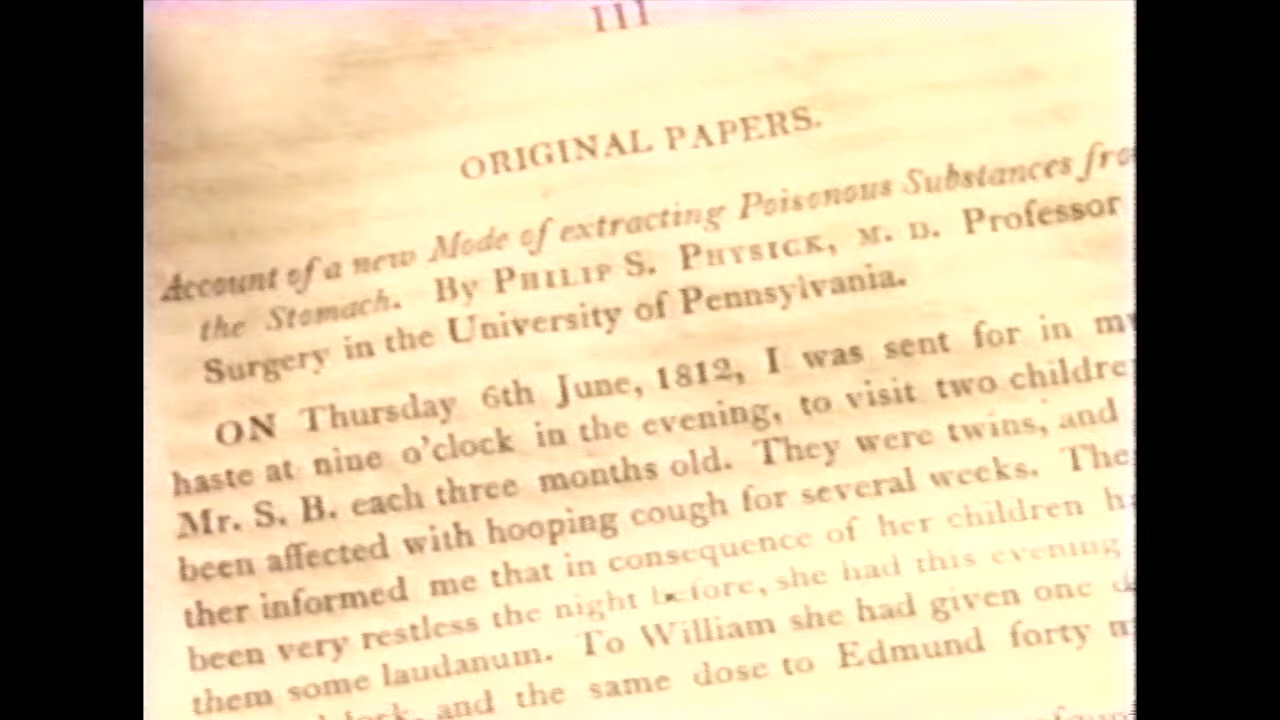 111
ORIGINAL PAPERS.
Account of a new Mode of extracting Poisonous Substances fro
the Stomach. By PHILIP S. PHYSICK, M. D. Professor
Surgery in the University of Pennsylvania.
ON Thursday 6th June, 1812, I was sent for in my
haste at nine o'clock in the evening, to visit two childre
Mr. S. B. each three months old. They were twins, and
been affected with hooping cough for several weeks. The
ther informed me that in consequence of her children ha
been very restless the night before, she had this evening
them some laudanum. To William she had given one d
and the same dose to Edmund forty m